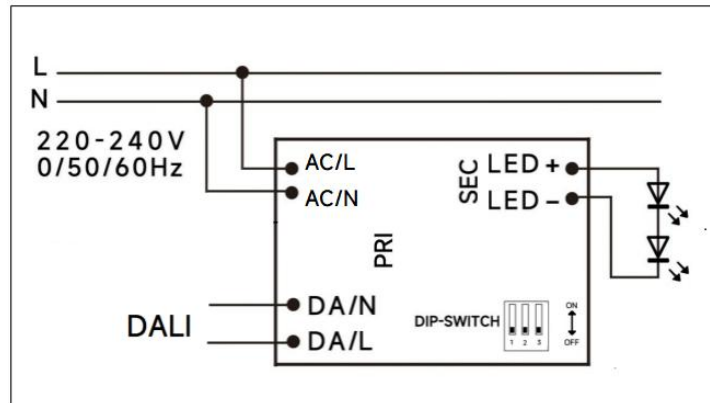 L
N
220-240V
0/50/60Hz
AC/L
AC/N
PRI
SEC
LED +
LED -
DALI
DA/N
DA/L
DIP-SWITCH
1 2 3
ON
OFF